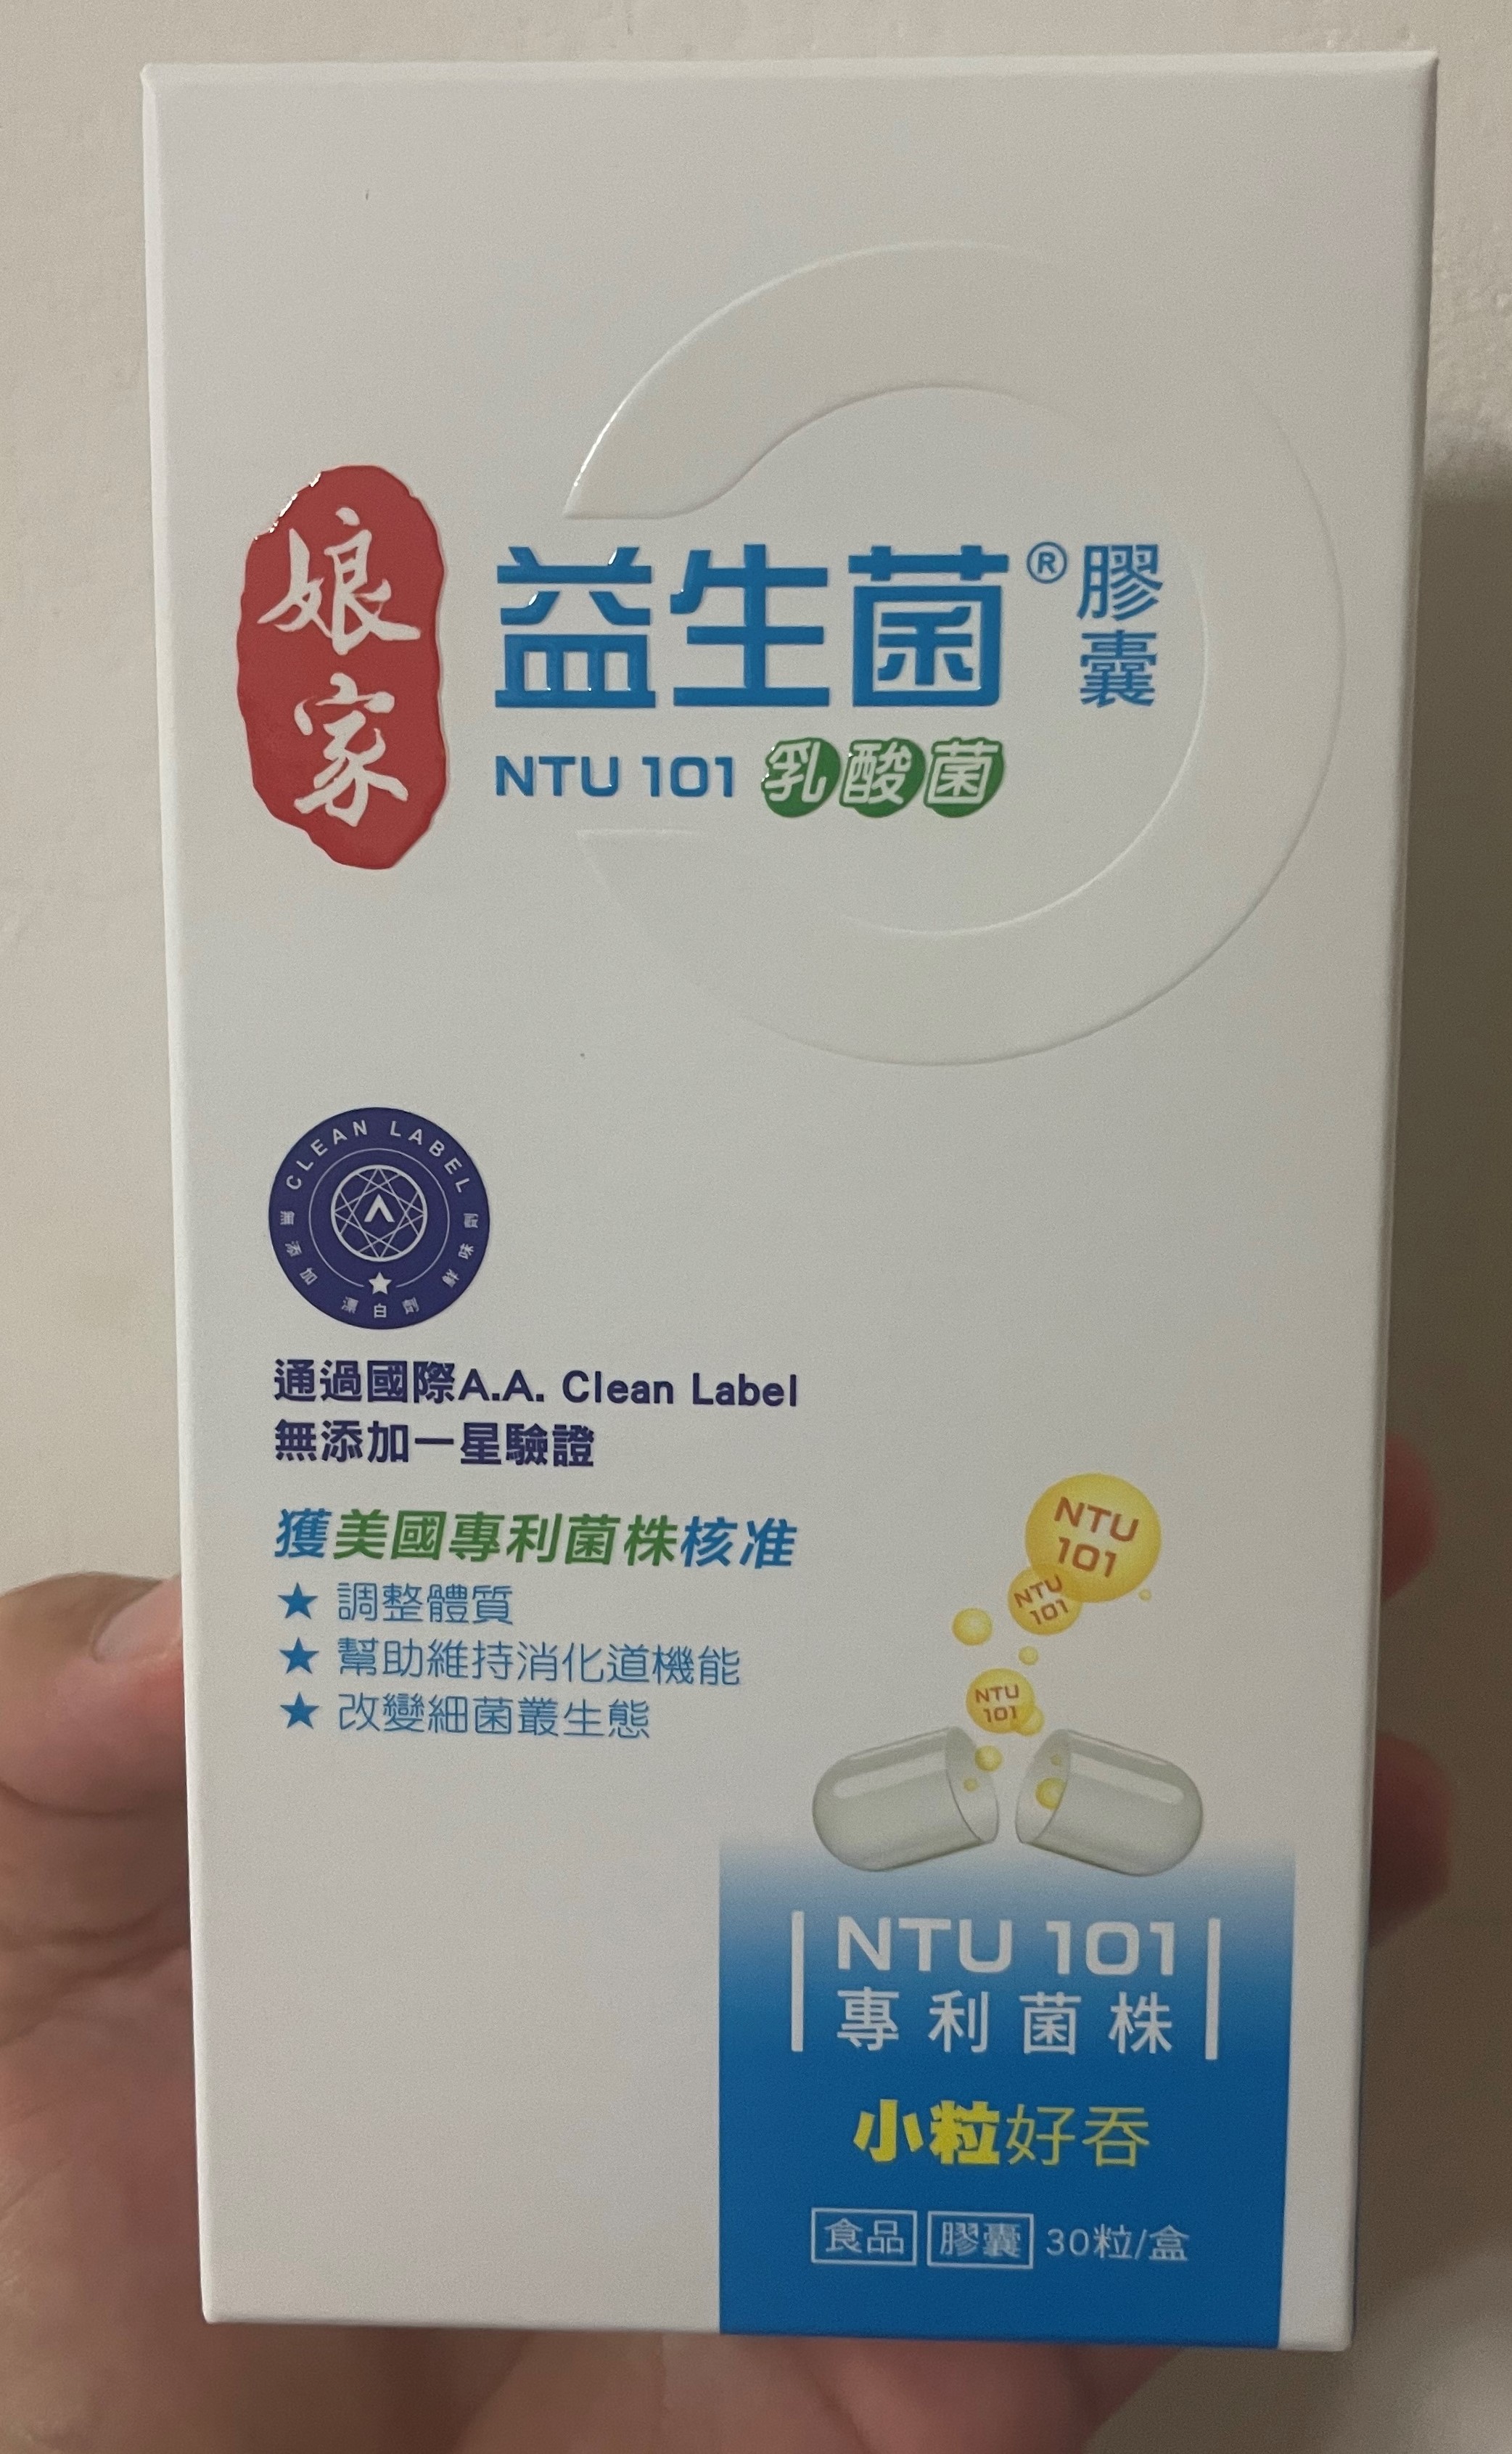 娘家
益生菌®膠囊
NTU 101 乳酸菌
CLEAN LABEL
無添加 漂白劑 鮮味劑
通過國際A.A. Clean Label
無添加一星驗證
獲美國專利菌株核准
★ 調整體質
★ 幫助維持消化道機能
★ 改變細菌叢生態
NTU
101
NTU
101
NTU
101
NTU 101
專利菌株
小粒好吞
食品 膠囊 30粒/盒